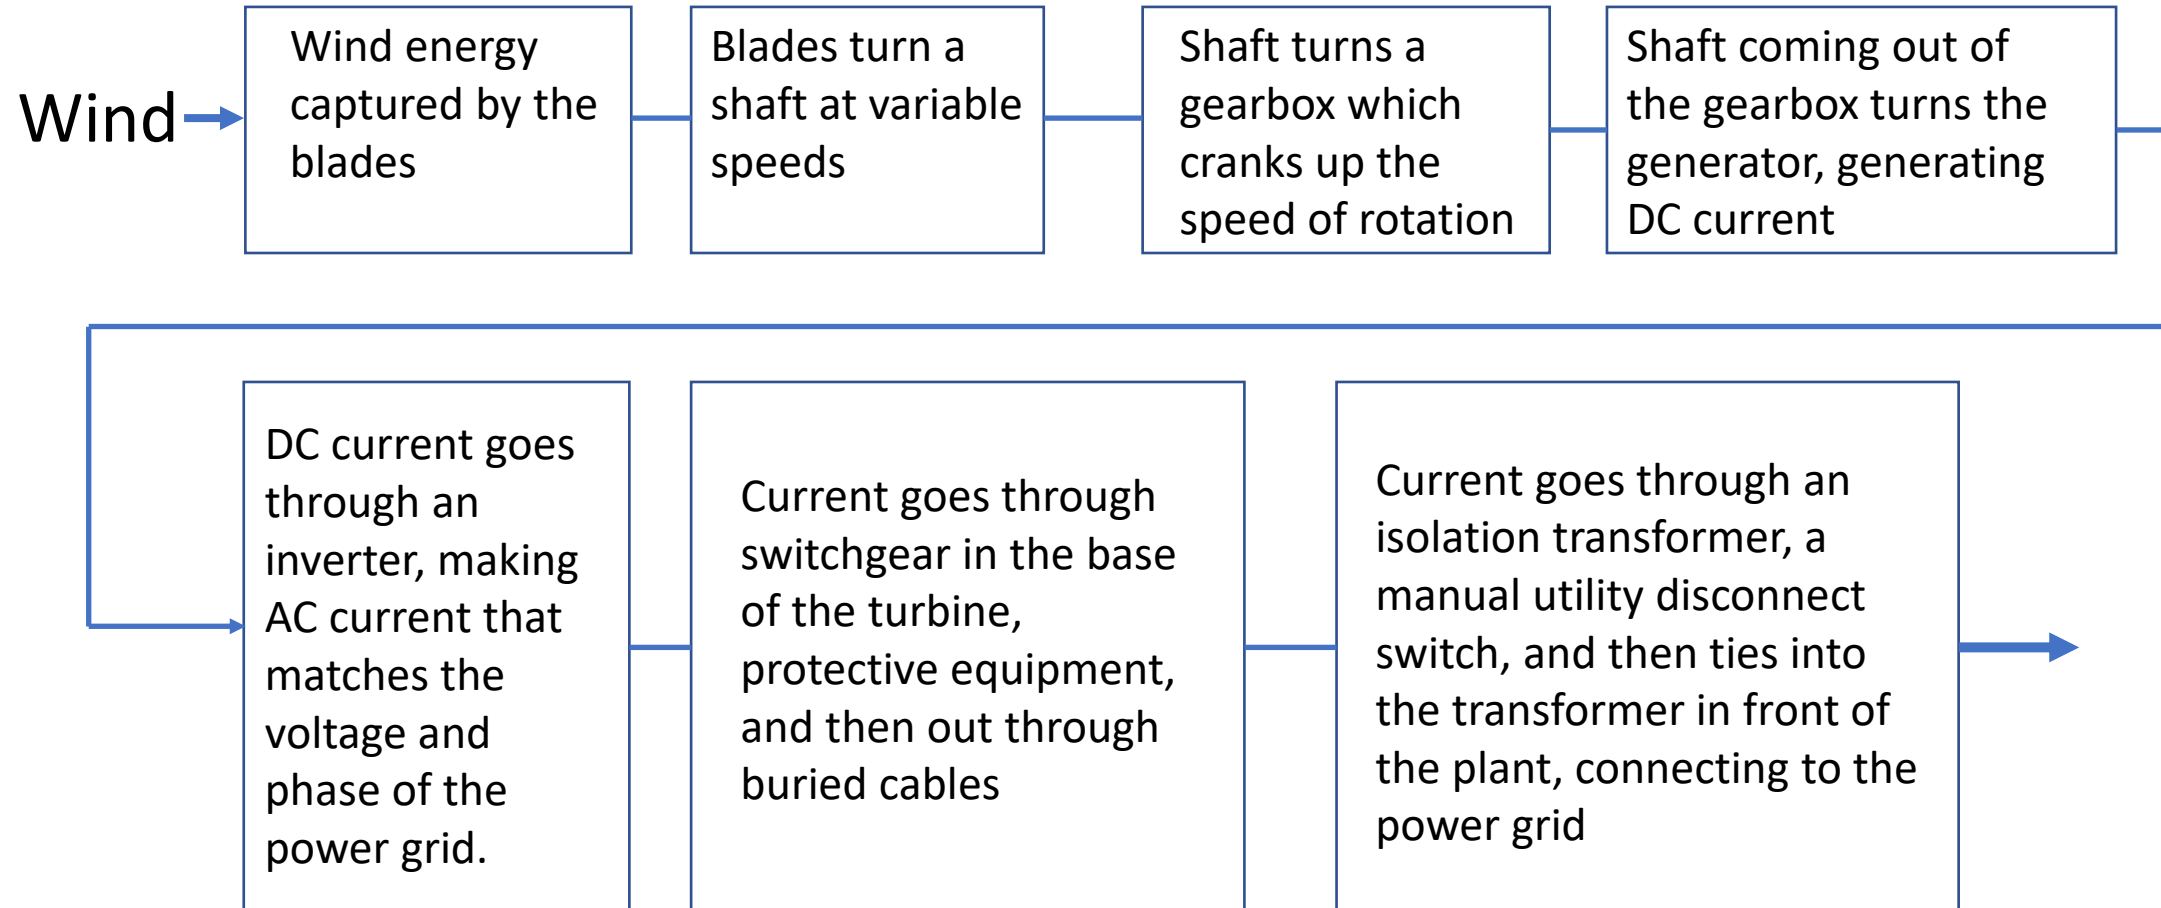 Wind
Wind energy
captured by the
blades
Blades turn a
shaft at variable
speeds
Shaft turns a
gearbox which
cranks up the
speed of rotation
Shaft coming out of
the gearbox turns the
generator, generating
DC current
DC current goes
through an
inverter, making
AC current that
matches the
voltage and
phase of the
power grid.
Current goes through
switchgear in the base
of the turbine,
protective equipment,
and then out through
buried cables
Current goes through an
isolation transformer, a
manual utility disconnect
switch, and then ties into
the transformer in front of
the plant, connecting to the
power grid